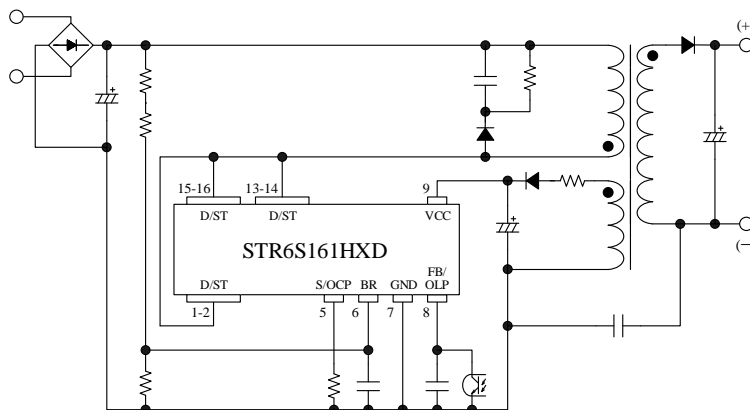 (+)
15-16
13-14
9
D/ST
D/ST
VCC
STR6S161HXD
(−)
D/ST
S/OCP
BR
GND
FB/
OLP
1-2
5
6
7
8
+
+
+